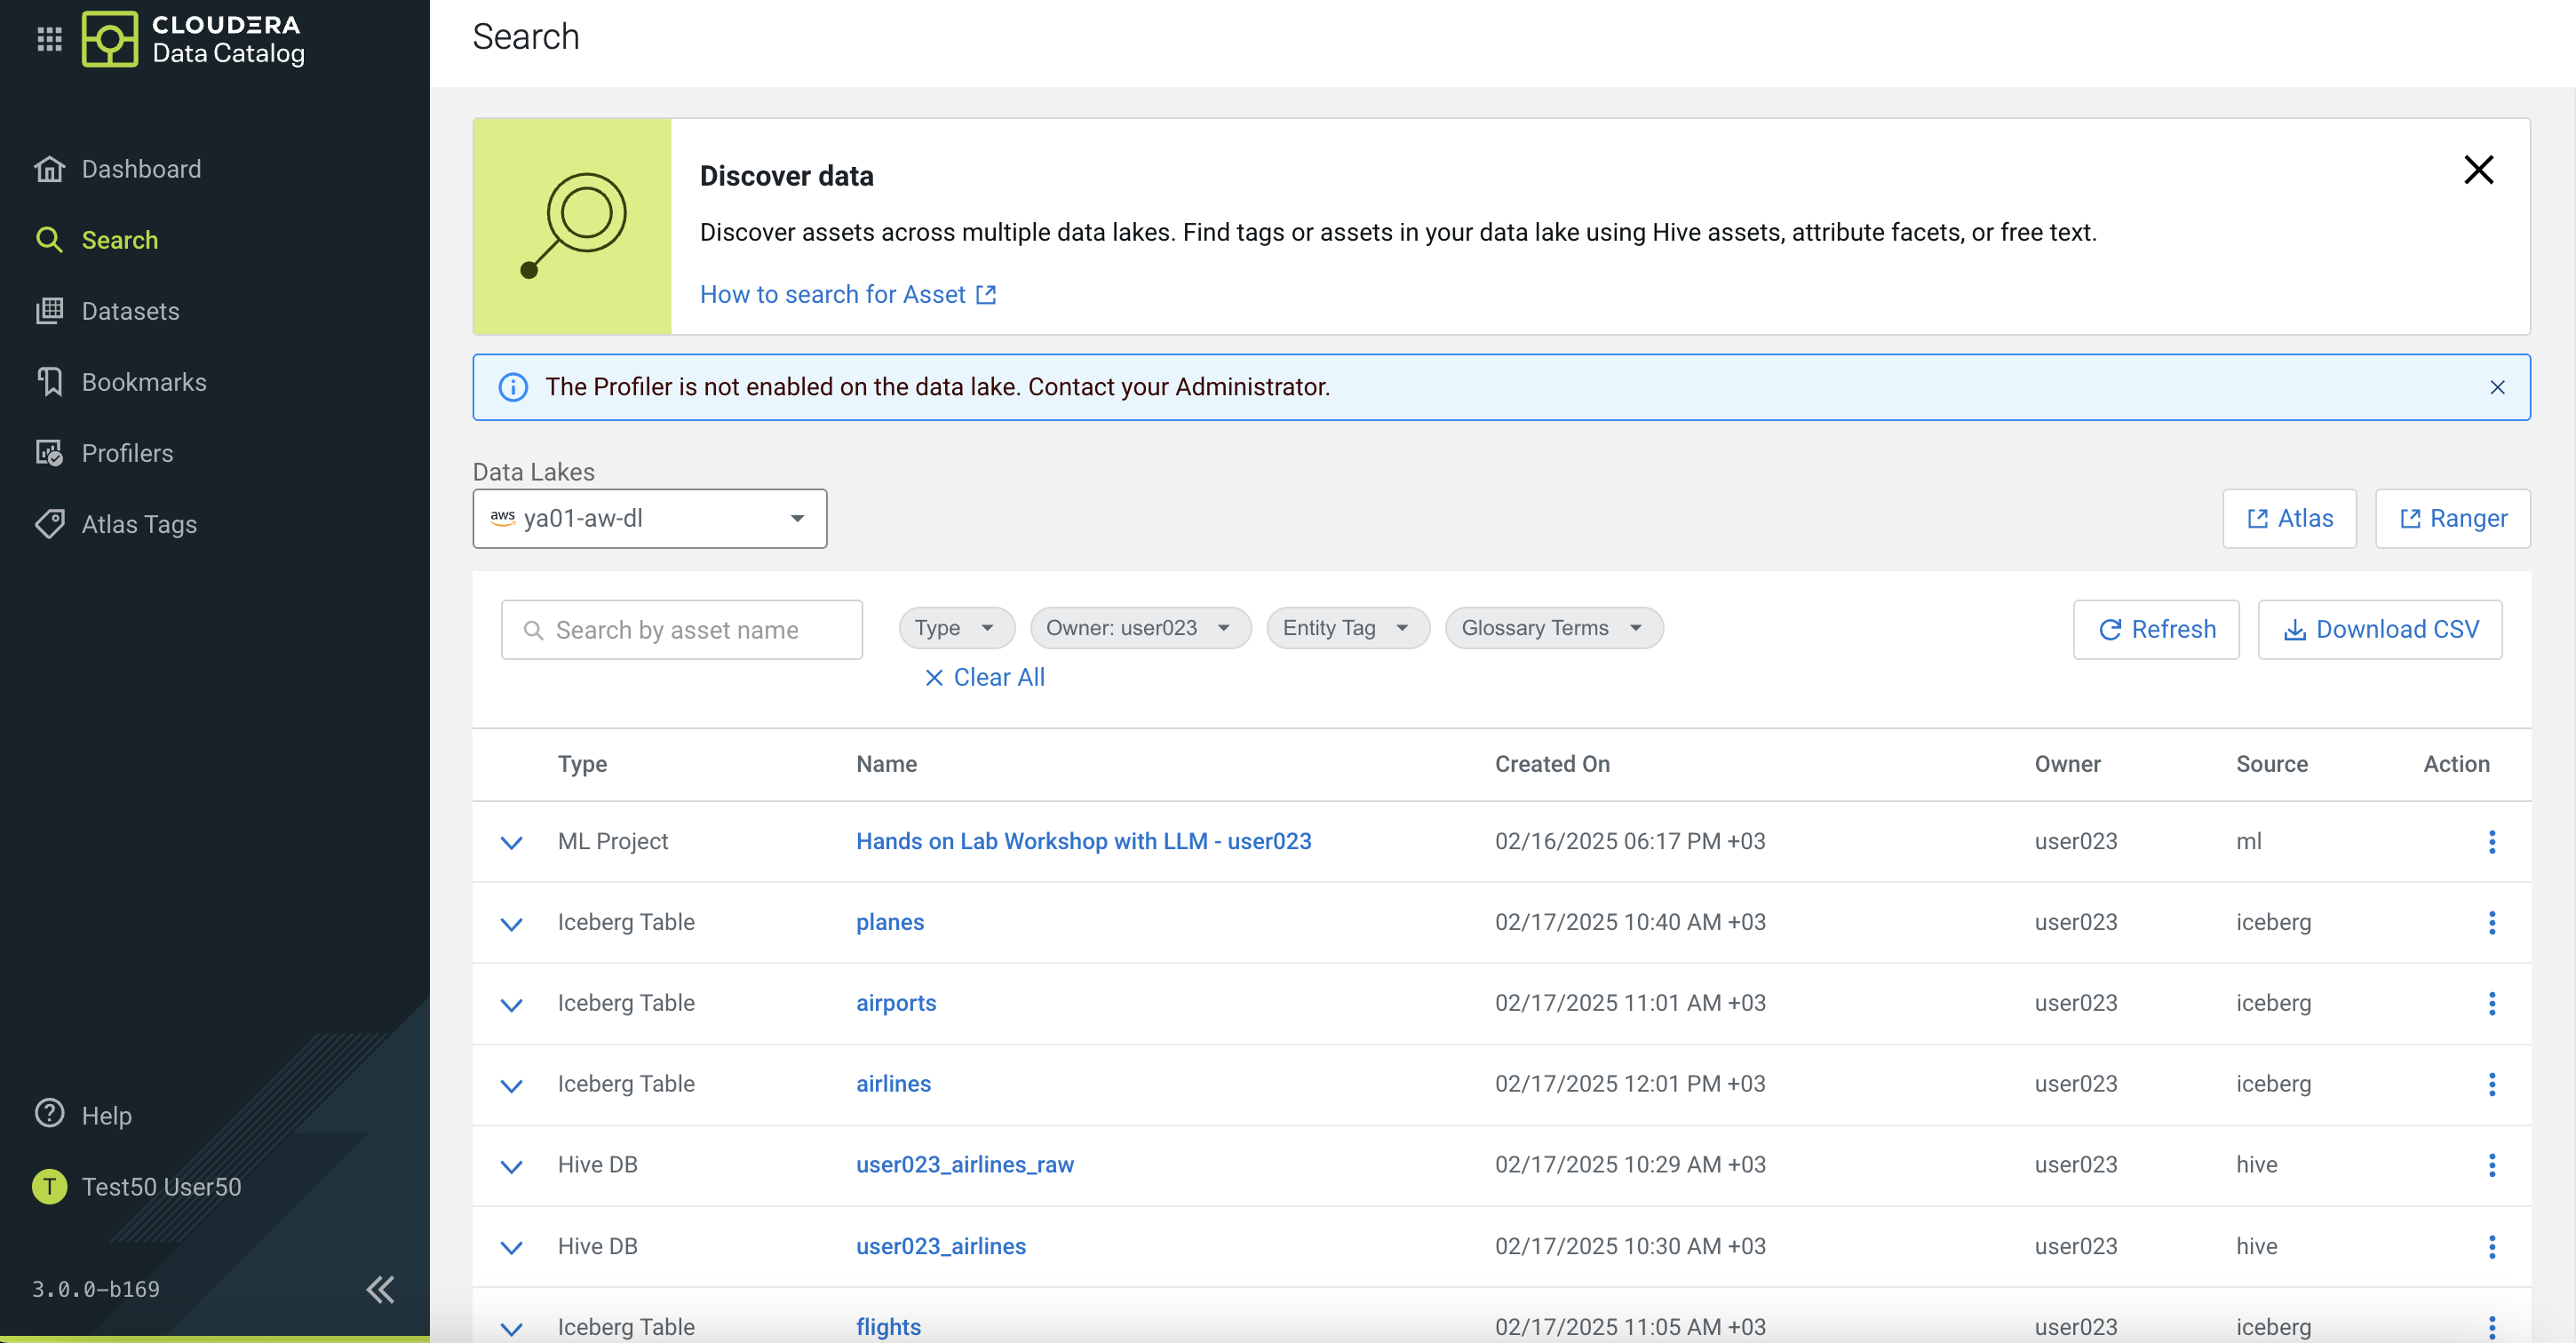 CLOUDERA
Data Catalog
Dashboard
Search
Datasets
Bookmarks
Profilers
Atlas Tags
Help
T Test50 User50
3.0.0-b169
Search
Discover data
Discover assets across multiple data lakes. Find tags or assets in your data lake using Hive assets, attribute facets, or free text.
How to search for Asset
The Profiler is not enabled on the data lake. Contact your Administrator.
Data Lakes
aws ya01-aw-dl
Atlas Ranger
Search by asset name Type Owner: user023 Entity Tag Glossary Terms Refresh Download CSV
Clear All
Type Name Created On Owner Source Action
ML Project Hands on Lab Workshop with LLM - user023 02/16/2025 06:17 PM +03 user023 ml
Iceberg Table planes 02/17/2025 10:40 AM +03 user023 iceberg
Iceberg Table airports 02/17/2025 11:01 AM +03 user023 iceberg
Iceberg Table airlines 02/17/2025 12:01 PM +03 user023 iceberg
Hive DB user023_airlines_raw 02/17/2025 10:29 AM +03 user023 hive
Hive DB user023_airlines 02/17/2025 10:30 AM +03 user023 hive
Iceberg Table flights 02/17/2025 11:05 AM +03 user023 iceberg